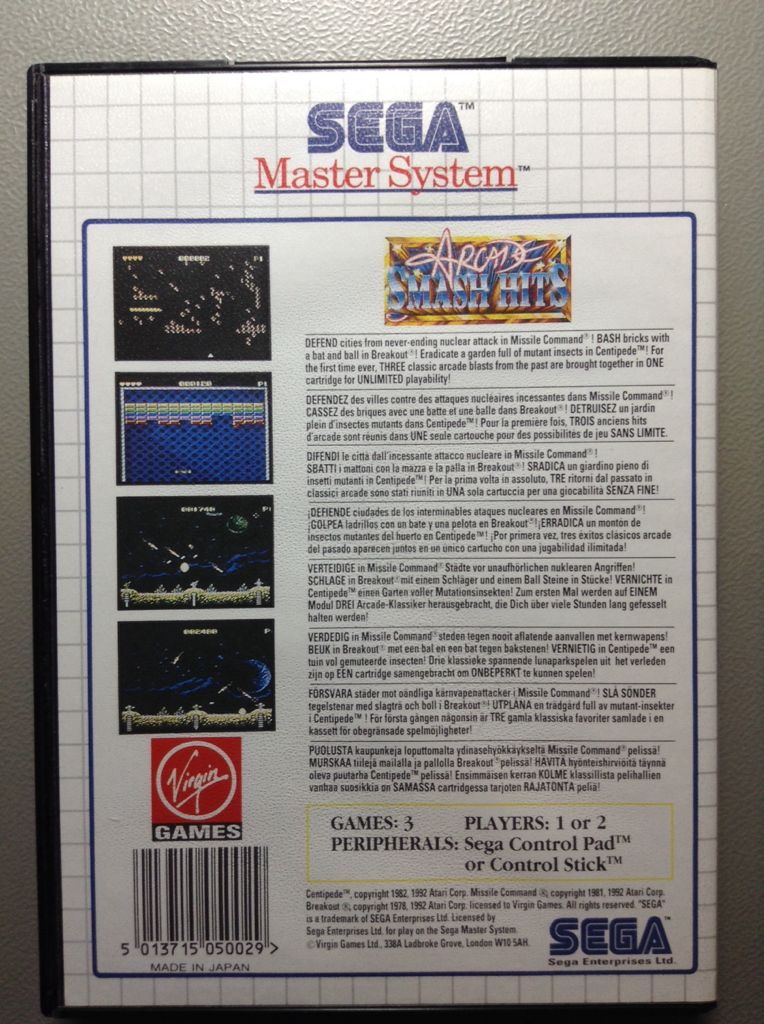 SEGA™
Master System™
ARCADE
SMASH HITS
DEFEND cities from never-ending nuclear attack in Missile Command®! BASH bricks with
a bat and ball in Breakout®! Eradicate a garden full of mutant insects in Centipede™! For
the first time ever, THREE classic arcade blasts from the past are brought together in ONE
cartridge for UNLIMITED playability!
DEFENDEZ des villes contre des attaques nucléaires incessantes dans Missile Command®!
CASSEZ des briques avec une batte et une balle dans Breakout®! DETRUISEZ un jardin
plein d'insectes mutants dans Centipede™! Pour la première fois, TROIS anciens hits
d'arcade sont réunis dans UNE seule cartouche pour des possibilités de jeu SANS LIMITE.
DIFENDI le città dall'incessante attacco nucleare in Missile Command®!
SBATTI i mattoni con la mazza e la palla in Breakout®! SRADICA un giardino pieno di
insetti mutanti in Centipede™! Per la prima volta in assoluto, TRE ritorni dal passato in
classici arcade sono stati riuniti in UNA sola cartuccia per una giocabilità SENZA FINE!
¡DEFIENDE ciudades de los interminables ataques nucleares en Missile Command®!
¡GOLPEA ladrillos con un bate y una pelota en Breakout®! ¡ERRADICA un montón de
insectos mutantes del huerto en Centipede™! ¡Por primera vez, tres éxitos clásicos arcade
del pasado aparecen juntos en un único cartucho con una jugabilidad ilimitada!
VERTEIDIGE in Missile Command® Städte vor unaufhörlichen nuklearen Angriffen!
SCHLAGE in Breakout® mit einem Schläger und einem Ball Steine in Stücke! VERNICHTE in
Centipede™ einen Garten voller Mutationsinsekten! Zum ersten Mal werden auf EINEM
Modul DREI Arcade-Klassiker herausgebracht, die Dich über viele Stunden lang gefesselt
halten werden!
VERDEDIG in Missile Command® steden tegen nooit aflatende aanvallen met kernwapens!
BEUK in Breakout® met een bal en een bat tegen bakstenen! VERNIETIG in Centipede™ een
tuin vol gemuteerde insecten! Drie klassieke spannende lunaparkspelen uit het verleden
zijn op EEN cartridge samengebracht om ONBEPERKT te kunnen spelen!
FÖRSVARA städer mot oändliga kärnvapenattacker i Missile Command®! SLÅ SÖNDER
tegelstenar med slagträ och boll i Breakout®! UTPLANA en trädgård full av mutant-insekter
i Centipede™! För första gången någonsin är TRE gamla klassiska favoriter samlade i en
kassett för obegränsade spelmöjligheter!
PUOLUSTA kaupunkeja loputtomalta ydinasehyökkäykseltä Missile Command® pelissä!
MURSKAA tiilejä mailalla ja pallolla Breakout® pelissä! HÄVITÄ hyönteishirviöitä täynnä
oleva puutarha Centipede™ pelissä! Ensimmäisen kerran KOLME klassillista pelihallien
vanhaa suosikkia on SAMASSA cartridgessa tarjoten RAJATONTA peliä!
Virgin
GAMES
GAMES: 3 PLAYERS: 1 or 2
PERIPHERALS: Sega Control Pad™
or Control Stick™
Centipede™, copyright 1982, 1992 Atari Corp. Missile Command ®, copyright 1981, 1992 Atari Corp.
Breakout ®, copyright 1978, 1992 Atari Corp. licensed to Virgin Games. All rights reserved. "SEGA"
is a trademark of SEGA Enterprises Ltd. Licensed by
Sega Enterprises Ltd. for play on the Sega Master System.
©Virgin Games Ltd., 338A Ladbroke Grove, London W10 5AH.
SEGA™
Sega Enterprises Ltd.
5 013715 050029 >
MADE IN JAPAN